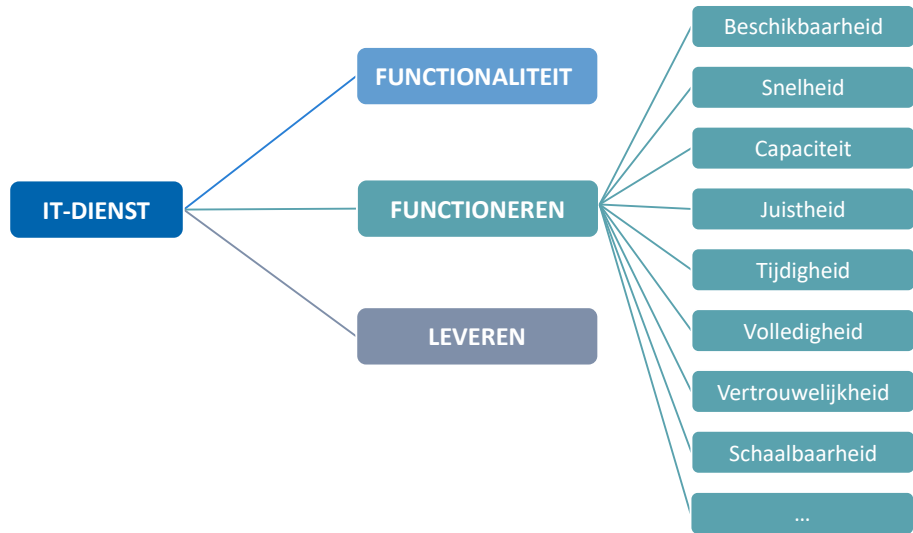 IT-DIENST
FUNCTIONALITEIT
FUNCTIONEREN
LEVEREN
Beschikbaarheid
Snelheid
Capaciteit
Juistheid
Tijdigheid
Volledigheid
Vertrouwelijkheid
Schaalbaarheid
…